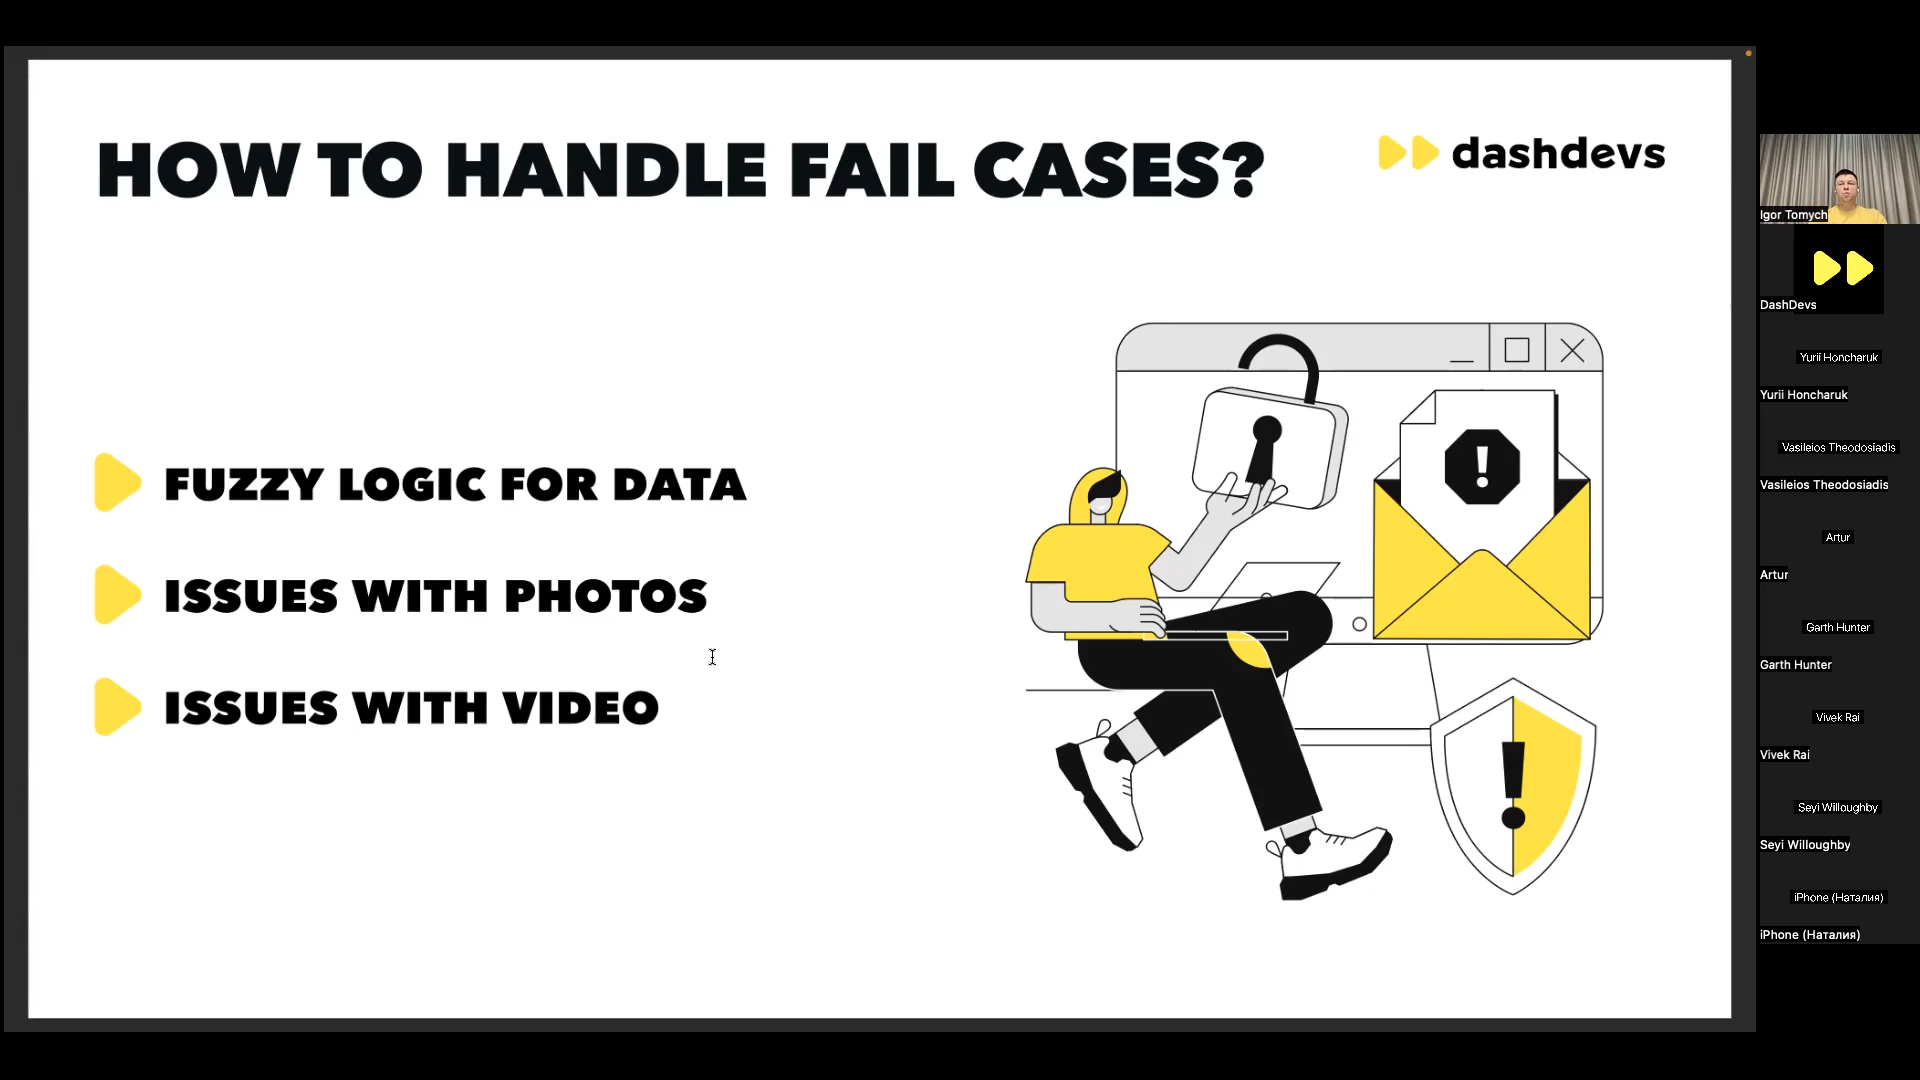 HOW TO HANDLE FAIL CASES?
dashdevs
FUZZY LOGIC FOR DATA
ISSUES WITH PHOTOS
ISSUES WITH VIDEO
Igor Tomych
DashDevs
Yurii Honcharuk
Yurii Honcharuk
Vasileios Theodosiadis
Vasileios Theodosiadis
Artur
Artur
Garth Hunter
Garth Hunter
Vivek Rai
Vivek Rai
Seyi Willoughby
Seyi Willoughby
iPhone (Наталия)
iPhone (Наталия)